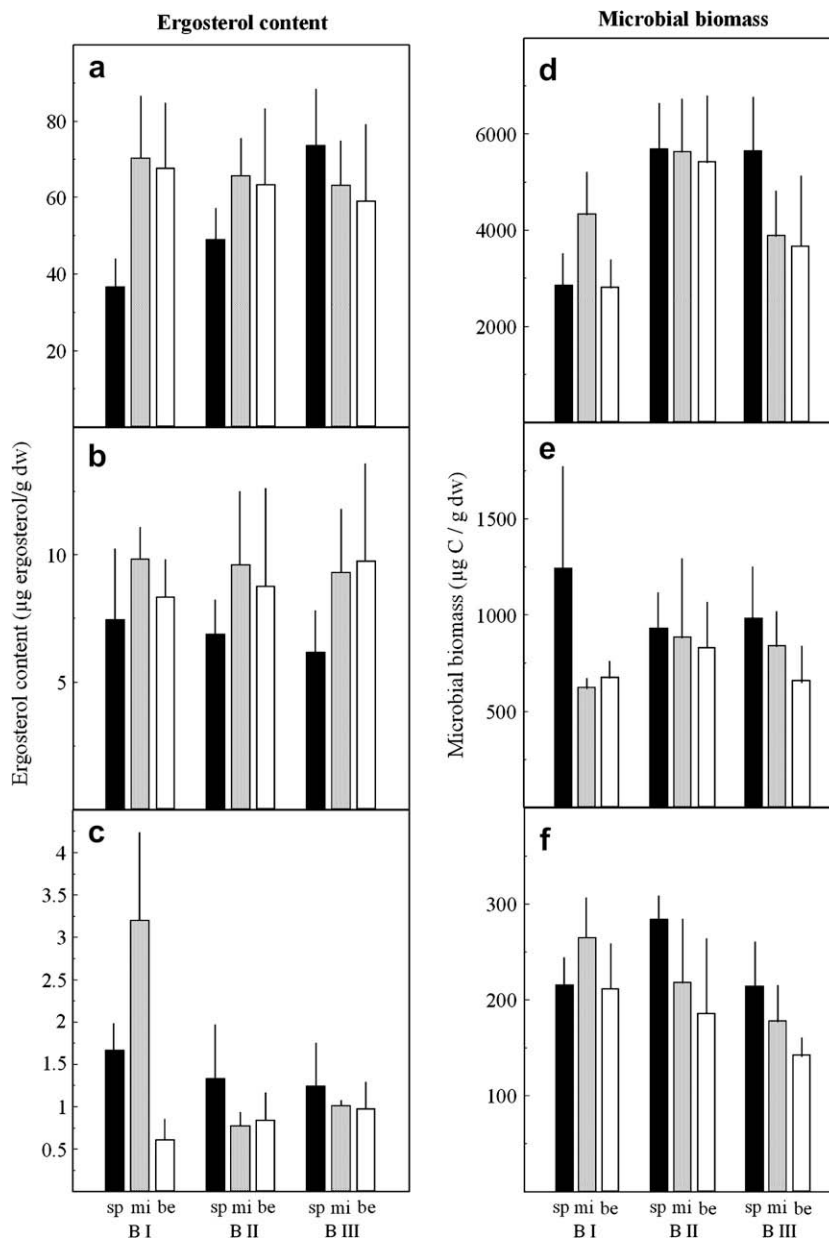 Ergosterol content
Microbial biomass
a
80
60
40
20
b
10
5
c
4
3.5
3
2.5
2
1.5
1
0.5
Ergosterol content (µg ergosterol/g dw)
sp mi be
sp mi be
sp mi be
B I
B II
B III
d
6000
4000
2000
e
1500
1000
500
f
300
200
100
Microbial biomass (µg C / g dw)
sp mi be
sp mi be
sp mi be
B I
B II
B III